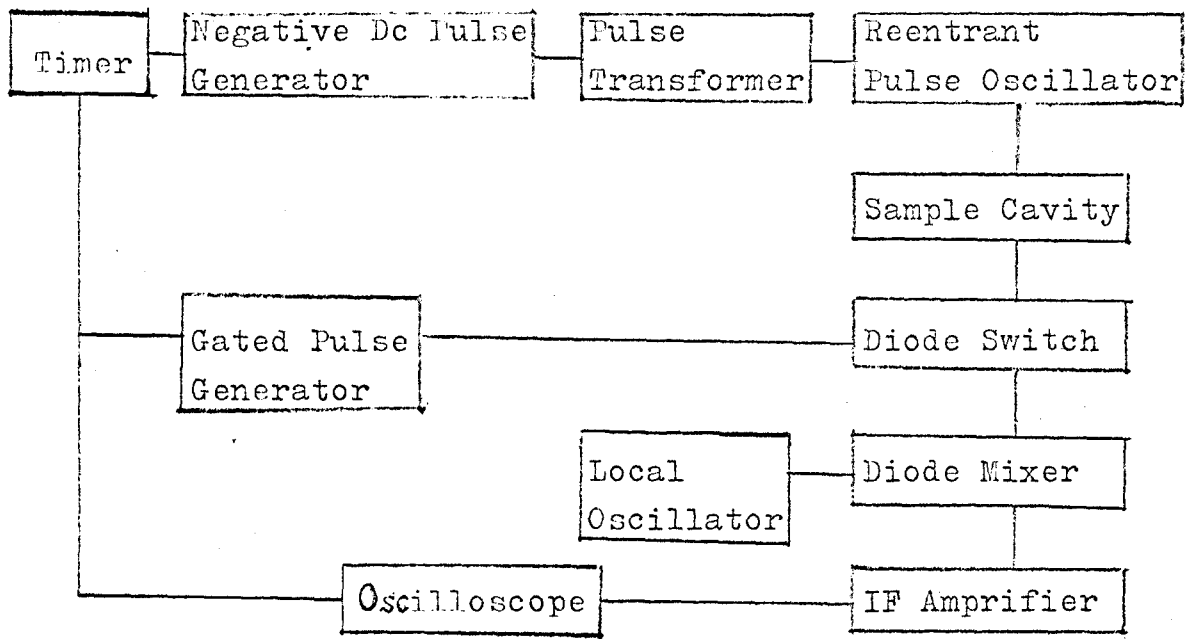 Timer
Negative Dc Pulse
Generator
Pulse
Transformer
Reentrant
Pulse Oscillator
Sample Cavity
Gated Pulse
Generator
Diode Switch
Local
Oscillator
Diode Mixer
Oscilloscope
IF Amprifier